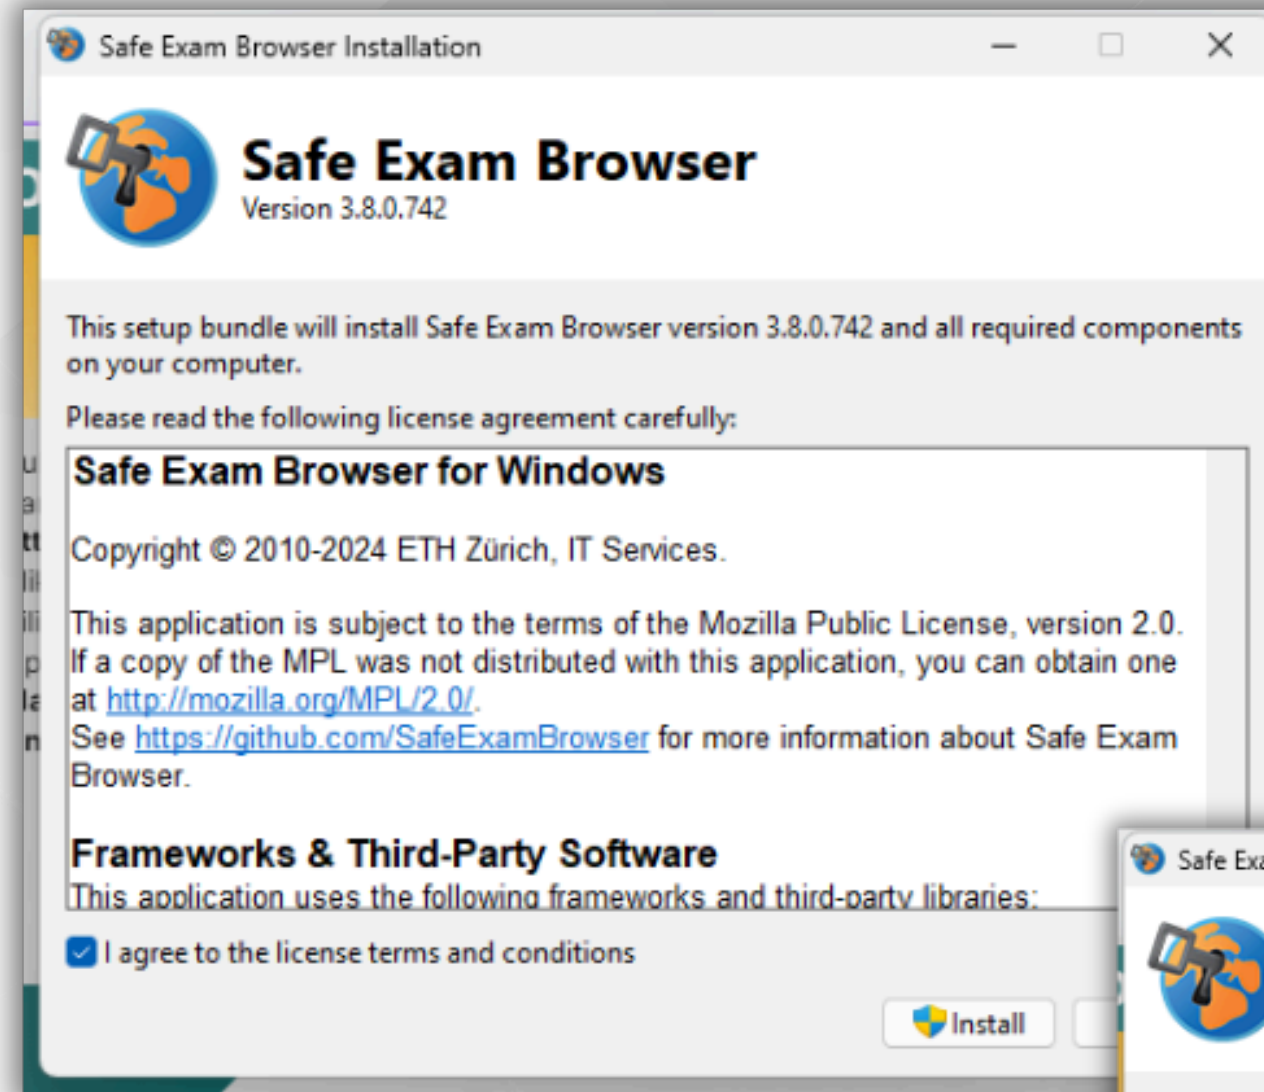 Safe Exam Browser Installation
Safe Exam Browser
Version 3.8.0.742
This setup bundle will install Safe Exam Browser version 3.8.0.742 and all required components
on your computer.
Please read the following license agreement carefully:
Safe Exam Browser for Windows
Copyright © 2010-2024 ETH Zürich, IT Services.
This application is subject to the terms of the Mozilla Public License, version 2.0.
If a copy of the MPL was not distributed with this application, you can obtain one
at http://mozilla.org/MPL/2.0/.
See https://github.com/SafeExamBrowser for more information about Safe Exam
Browser.
Frameworks & Third-Party Software
This application uses the following frameworks and third-party libraries:
I agree to the license terms and conditions
Install
Safe